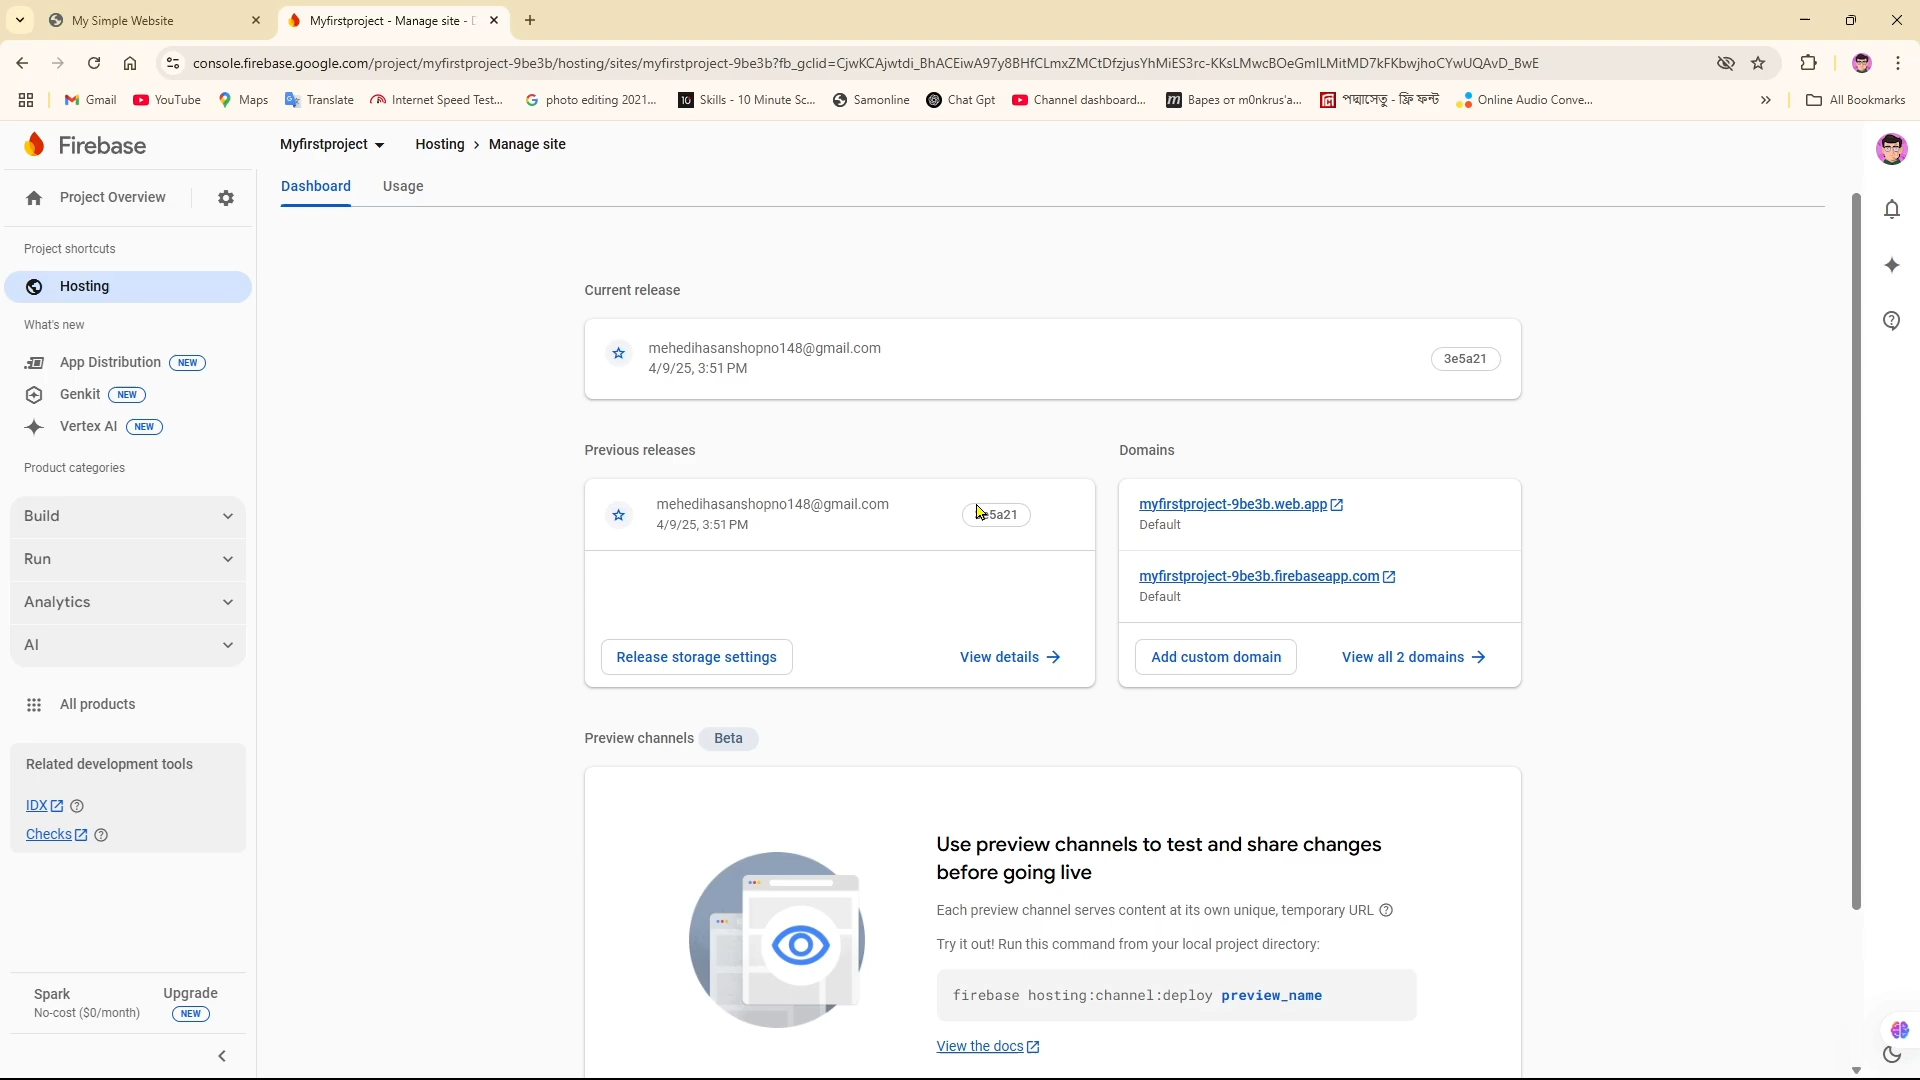 My Simple Website
Myfirstproject - Manage site -
console.firebase.google.com/project/myfirstproject-9be3b/hosting/sites/myfirstproject-9be3b?fb_gclid=CjwKCAjwtdi_BhACEiwA97y8BHfCLmxZMCtDfzjusYhMiES3rc-KKsLMwcBOeGmILMitMD7kFKbwjhoCYwUQAvD_BwE
Gmail
YouTube
Maps
Translate
Internet Speed Test...
photo editing 2021...
Skills - 10 Minute Sc...
Samonline
Chat Gpt
Channel dashboard...
Варез от m0nkrus'a...
পদ্মাসেতু - ফ্রি ফন্ট
Online Audio Conve...
All Bookmarks
Firebase
Myfirstproject
Hosting > Manage site
Dashboard
Usage
Project Overview
Project shortcuts
Hosting
What's new
App Distribution NEW
Genkit NEW
Vertex AI NEW
Product categories
Build
Run
Analytics
AI
All products
Related development tools
IDX
Checks
Spark
No-cost ($0/month)
Upgrade
NEW
Current release
mehedihasanshopno148@gmail.com
4/9/25, 3:51 PM
3e5a21
Previous releases
mehedihasanshopno148@gmail.com
4/9/25, 3:51 PM
5a21
Release storage settings
View details
Domains
myfirstproject-9be3b.web.app
Default
myfirstproject-9be3b.firebaseapp.com
Default
Add custom domain
View all 2 domains
Preview channels Beta
Use preview channels to test and share changes
before going live
Each preview channel serves content at its own unique, temporary URL
Try it out! Run this command from your local project directory:
firebase hosting:channel:deploy preview_name
View the docs